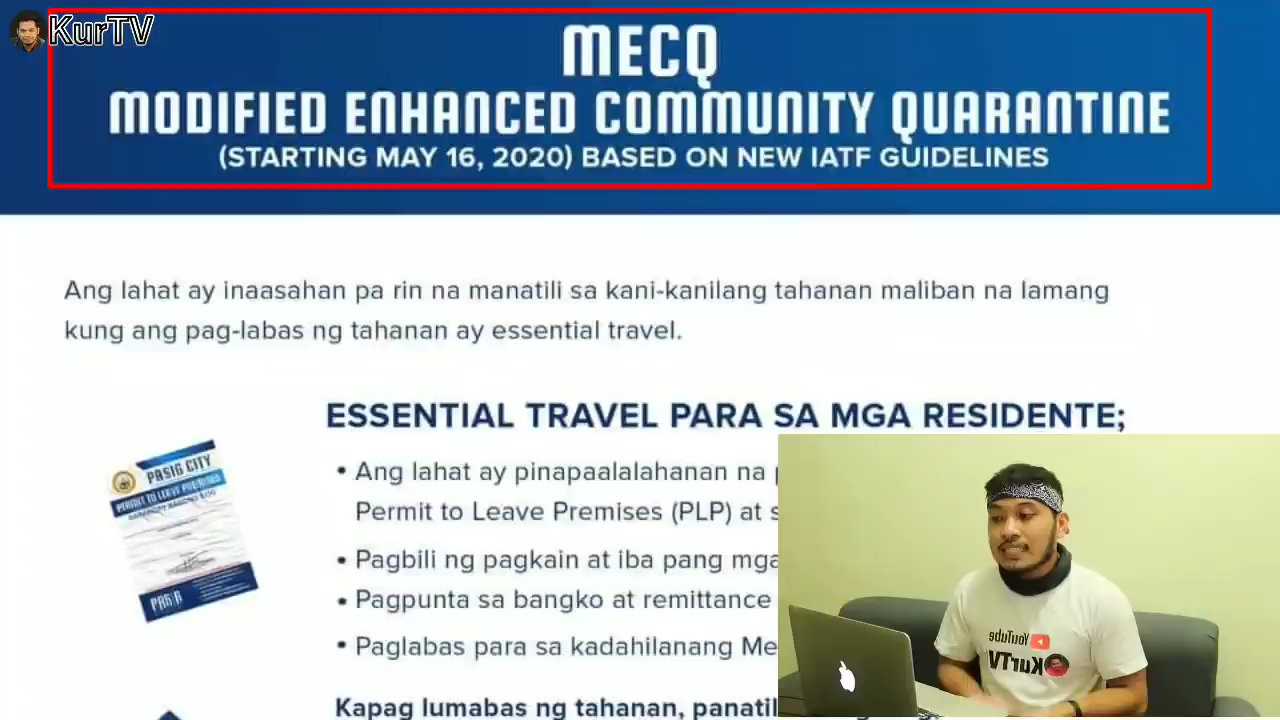 KurTV
MECQ
MODIFIED ENHANCED COMMUNITY QUARANTINE
(STARTING MAY 16, 2020) BASED ON NEW IATF GUIDELINES
Ang lahat ay inaasahan pa rin na manatili sa kani-kanilang tahanan maliban na lamang
kung ang pag-labas ng tahanan ay essential travel.
ESSENTIAL TRAVEL PARA SA MGA RESIDENTE;
• Ang lahat ay pinapaalalahanan na
Permit to Leave Premises (PLP) at
• Pagbili ng pagkain at iba pang mga
• Pagpunta sa bangko at remittance
• Paglabas para sa kadahilanang
Kapag lumabas ng tahanan,
PASIG CITY
PERMIT TO LEAVE PREMISES
YouTube
KurTV